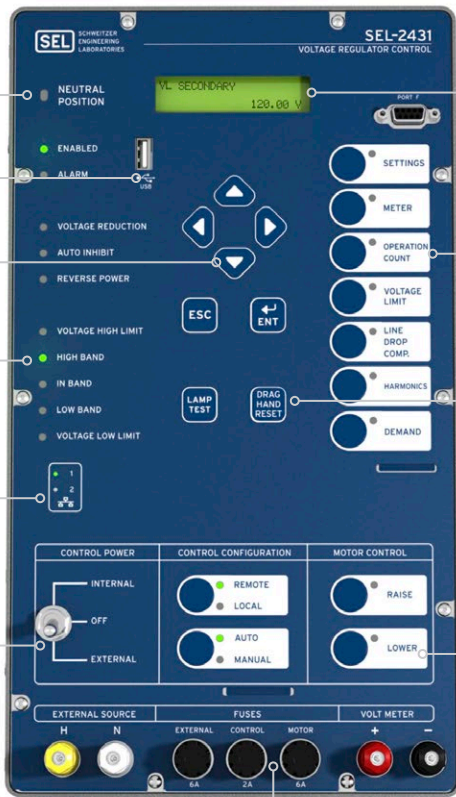 SEL
SCHWEITZER
ENGINEERING
LABORATORIES
SEL-2431
VOLTAGE REGULATOR CONTROL
NEUTRAL
POSITION
VL SECONDARY
120.00 V
PORT F
ENABLED
ALARM
USB
VOLTAGE REDUCTION
AUTO INHIBIT
REVERSE POWER
VOLTAGE HIGH LIMIT
HIGH BAND
IN BAND
LOW BAND
VOLTAGE LOW LIMIT
ESC
ENT
LAMP
TEST
DRAG
HAND
RESET
SETTINGS
METER
OPERATION
COUNT
VOLTAGE
LIMIT
LINE
DROP
COMP.
HARMONICS
DEMAND
1
2
CONTROL POWER
INTERNAL
OFF
EXTERNAL
CONTROL CONFIGURATION
REMOTE
LOCAL
AUTO
MANUAL
MOTOR CONTROL
RAISE
LOWER
EXTERNAL SOURCE
H N
FUSES
EXTERNAL CONTROL MOTOR
6A 2A 6A
VOLT METER
+ −